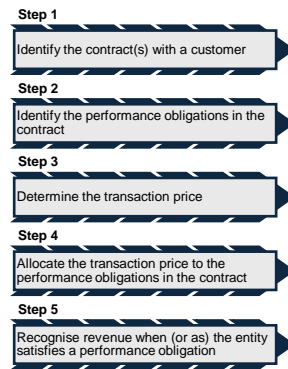 Step 1
Identify the contract(s) with a customer
Step 2
Identify the performance obligations in the
contract
Step 3
Determine the transaction price
Step 4
Allocate the transaction price to the
performance obligations in the contract
Step 5
Recognise revenue when (or as) the entity
satisfies a performance obligation